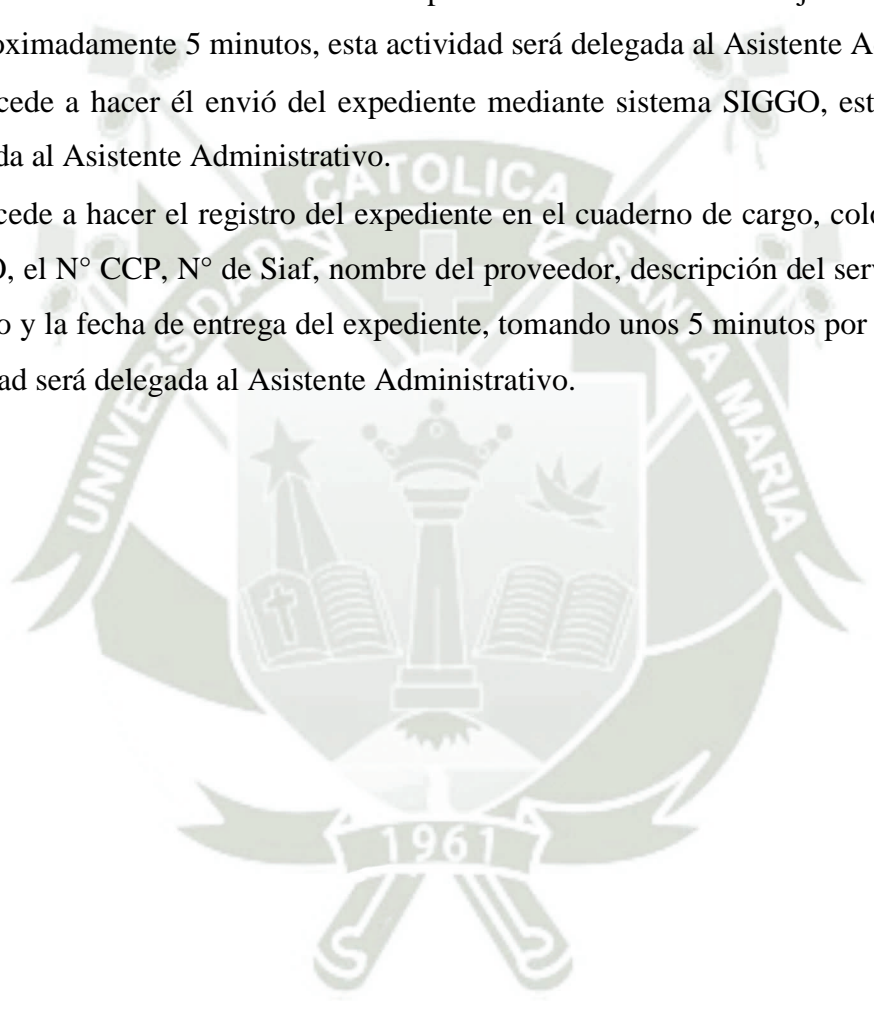 oximadamente 5 minutos, esta actividad será delegada al Asistente A
cede a hacer él envió del expediente mediante sistema SIGGO, est
da al Asistente Administrativo.
cede a hacer el registro del expediente en el cuaderno de cargo, colo
O, el N° CCP, N° de Siaf, nombre del proveedor, descripción del ser
o y la fecha de entrega del expediente, tomando unos 5 minutos por
ad será delegada al Asistente Administrativo.
UNIVERSIDAD CATOLICA SANTA MARIA
1961